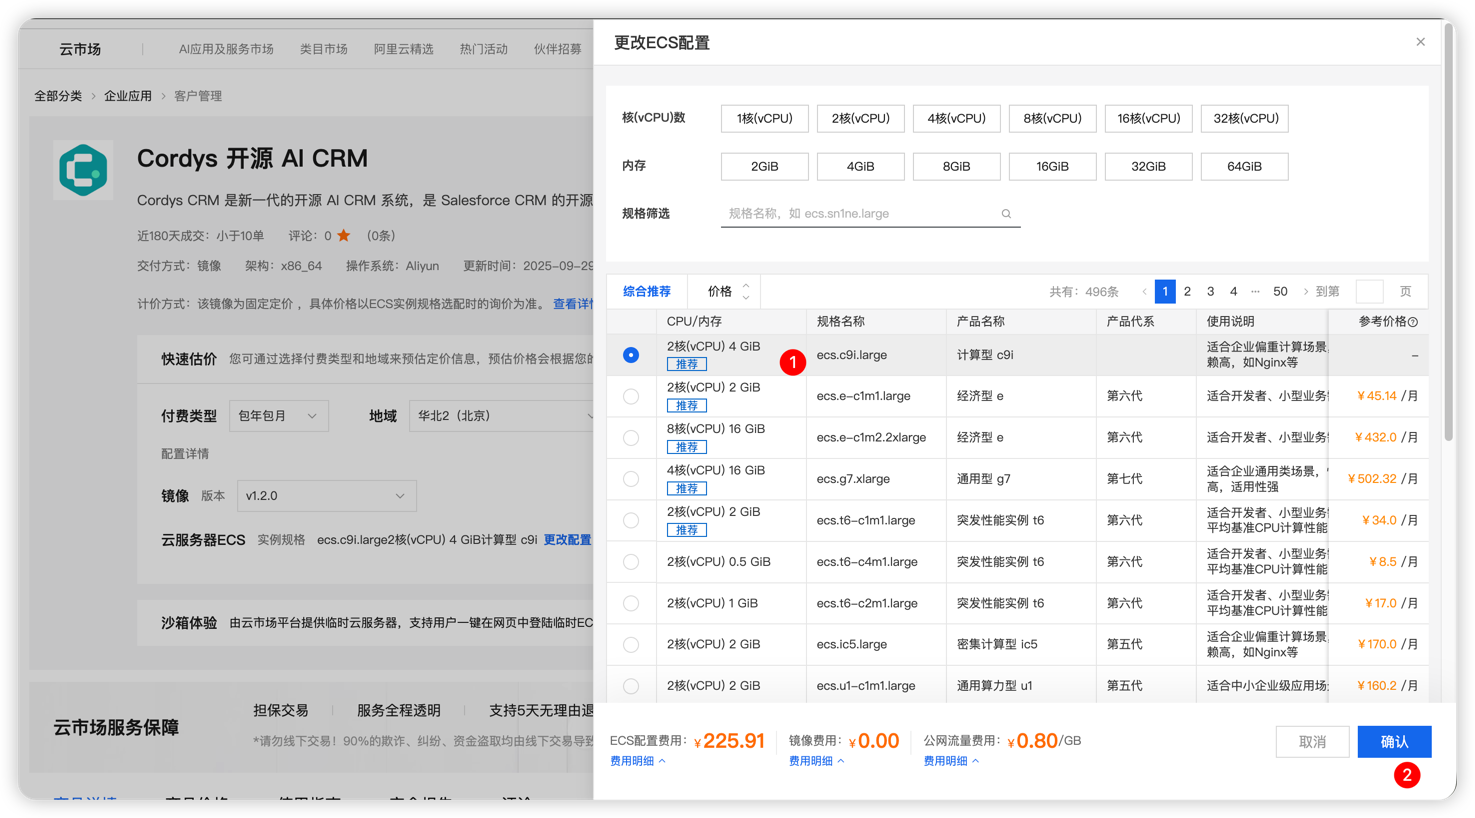 云市场
AI应用及服务市场
类目市场
阿里云精选
热门活动
伙伴招募
全部分类 > 企业应用 > 客户管理
Cordys 开源 AI CRM
Cordys CRM 是新一代的开源 AI CRM 系统，是 Salesforce CRM 的开源
近180天成交：小于10单 评论：0 (0条)
交付方式：镜像 架构：x86_64 操作系统：Aliyun 更新时间：2025-09-29
计价方式：该镜像为固定定价，具体价格以ECS实例规格选配时的询价为准。 查看详情
快速估价 您可通过选择付费类型和地域来预估定价信息，预估价格会根据您的
付费类型 包年包月 地域 华北2（北京）
配置详情
镜像 版本 v1.2.0
云服务器ECS 实例规格 ecs.c9i.large2核(vCPU) 4 GiB计算型 c9i 更改配置
沙箱体验 由云市场平台提供临时云服务器，支持用户一键在网页中登陆临时EC
云市场服务保障
担保交易 服务全程透明 支持5天无理由退
*请勿线下交易！90%的欺诈、纠纷、资金盗取均由线下交易导致
更改ECS配置
核(vCPU)数 1核(vCPU) 2核(vCPU) 4核(vCPU) 8核(vCPU) 16核(vCPU) 32核(vCPU)
内存 2GiB 4GiB 8GiB 16GiB 32GiB 64GiB
规格筛选 规格名称，如 ecs.sn1ne.large
综合推荐 价格 共有：496条 < 1 2 3 4 ··· 50 > 到第 页
CPU/内存 规格名称 产品名称 产品代系 使用说明 参考价格
2核(vCPU) 4 GiB
推荐
1
ecs.c9i.large 计算型 c9i
适合企业偏重计算场景
赖高，如Nginx等
–
2核(vCPU) 2 GiB
推荐
ecs.e-c1m1.large 经济型 e 第六代 适合开发者、小型业务 ¥45.14 /月
8核(vCPU) 16 GiB
推荐
ecs.e-c1m2.2xlarge 经济型 e 第六代 适合开发者、小型业务 ¥432.0 /月
4核(vCPU) 16 GiB
推荐
ecs.g7.xlarge 通用型 g7 第七代
适合企业通用类场景，
高，适用性强
¥502.32 /月
2核(vCPU) 2 GiB
推荐
ecs.t6-c1m1.large 突发性能实例 t6 第六代
适合开发者、小型业务
平均基准CPU计算性能
¥34.0 /月
2核(vCPU) 0.5 GiB ecs.t6-c4m1.large 突发性能实例 t6 第六代
适合开发者、小型业务
平均基准CPU计算性能
¥8.5 /月
2核(vCPU) 1 GiB ecs.t6-c2m1.large 突发性能实例 t6 第六代
适合开发者、小型业务
平均基准CPU计算性能
¥17.0 /月
2核(vCPU) 2 GiB ecs.ic5.large 密集计算型 ic5 第五代
适合企业偏重计算场景
赖高，如Nginx等
¥170.0 /月
2核(vCPU) 2 GiB ecs.u1-c1m1.large 通用算力型 u1 第五代 适合中小企业级应用场 ¥160.2 /月
ECS配置费用：¥225.91 镜像费用：¥0.00 公网流量费用：¥0.80/GB
费用明细 费用明细 费用明细
取消 确认
2